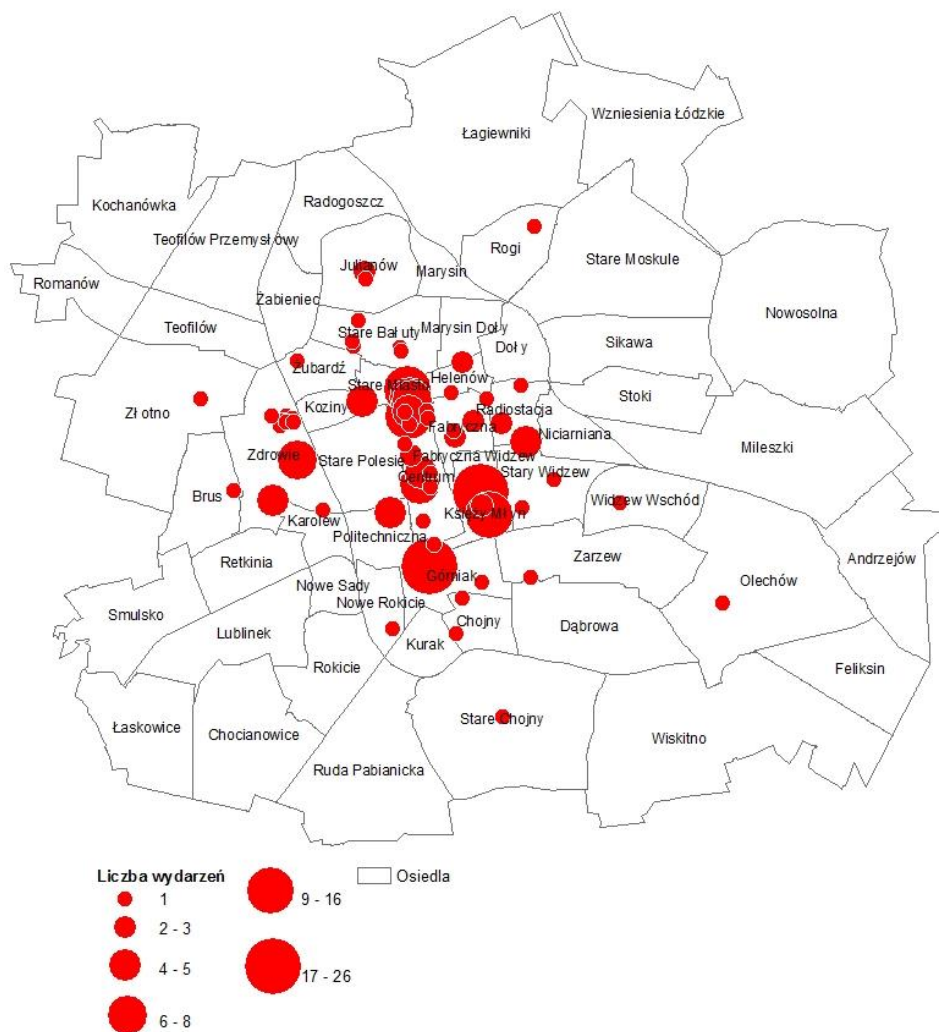 Wzniesienia Łódzkie
Łagiewniki
Kochanówka
Radogoszcz
Teofilów Przemysłowy
Rogi
Stare Moskule
Julianów
Marysin
Romanów
Żabieniec
Nowosolna
Teofilów
Stare Bałuty
Marysin Doły
Doły
Sikawa
Żubardź
Helenów
Stare Miasto
Stoki
Złotno
Koziny
Radiostacja
Fabryczna
Niciarniana
Mileszki
Zdrowie
Stare Polesie
Fabryczna Widzew
Centrum
Stary Widzew
Brus
Widzew Wschód
Karolew
Księży Młyn
Politechniczna
Retkinia
Zarzew
Andrzejów
Nowe Sady
Górniak
Olechów
Smulsko
Nowe Rokicie
Lublinek
Chojny
Dąbrowa
Kurak
Rokicie
Feliksin
Łaskowice
Chocianowice
Stare Chojny
Wiskitno
Ruda Pabianicka
Liczba wydarzeń
1
2 - 3
4 - 5
6 - 8
9 - 16
17 - 26
Osiedla